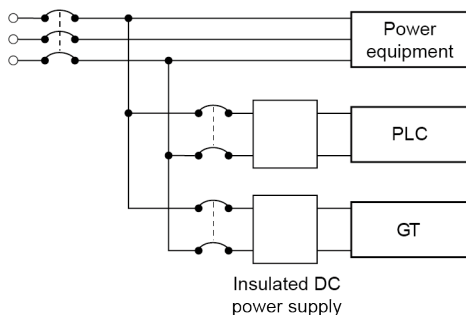 Power
equipment
PLC
GT
Insulated DC
power supply